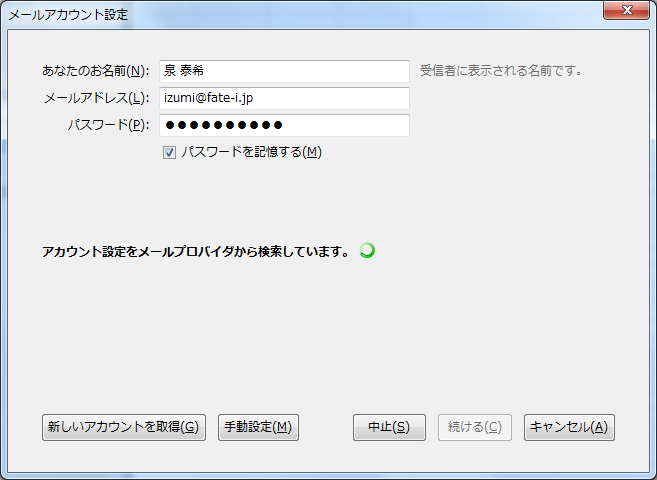 メールアカウント設定
あなたのお名前(N): 泉 泰希 受信者に表示される名前です。
メールアドレス(L): izumi@fate-i.jp
パスワード(P): ●●●●●●●●●●
パスワードを記憶する(M)
アカウント設定をメールプロバイダから検索しています。
新しいアカウントを取得(G) 手動設定(M) 中止(S) 続ける(C) キャンセル(A)